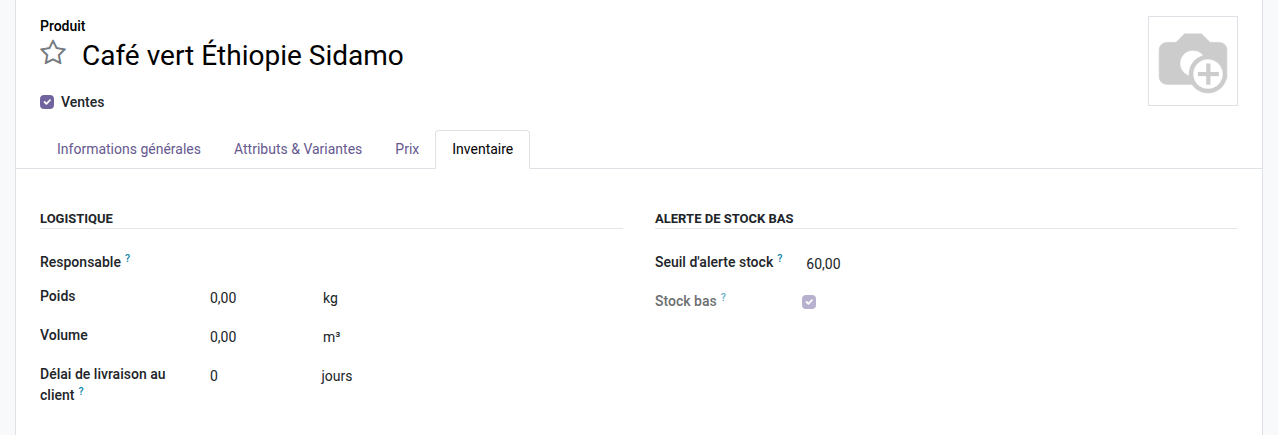 Produit
Café vert Éthiopie Sidamo
Ventes
Informations générales Attributs & Variantes Prix Inventaire
LOGISTIQUE
Responsable ?
Poids 0,00 kg
Volume 0,00 m³
Délai de livraison au
client ? 0 jours
ALERTE DE STOCK BAS
Seuil d'alerte stock ? 60,00
Stock bas ?